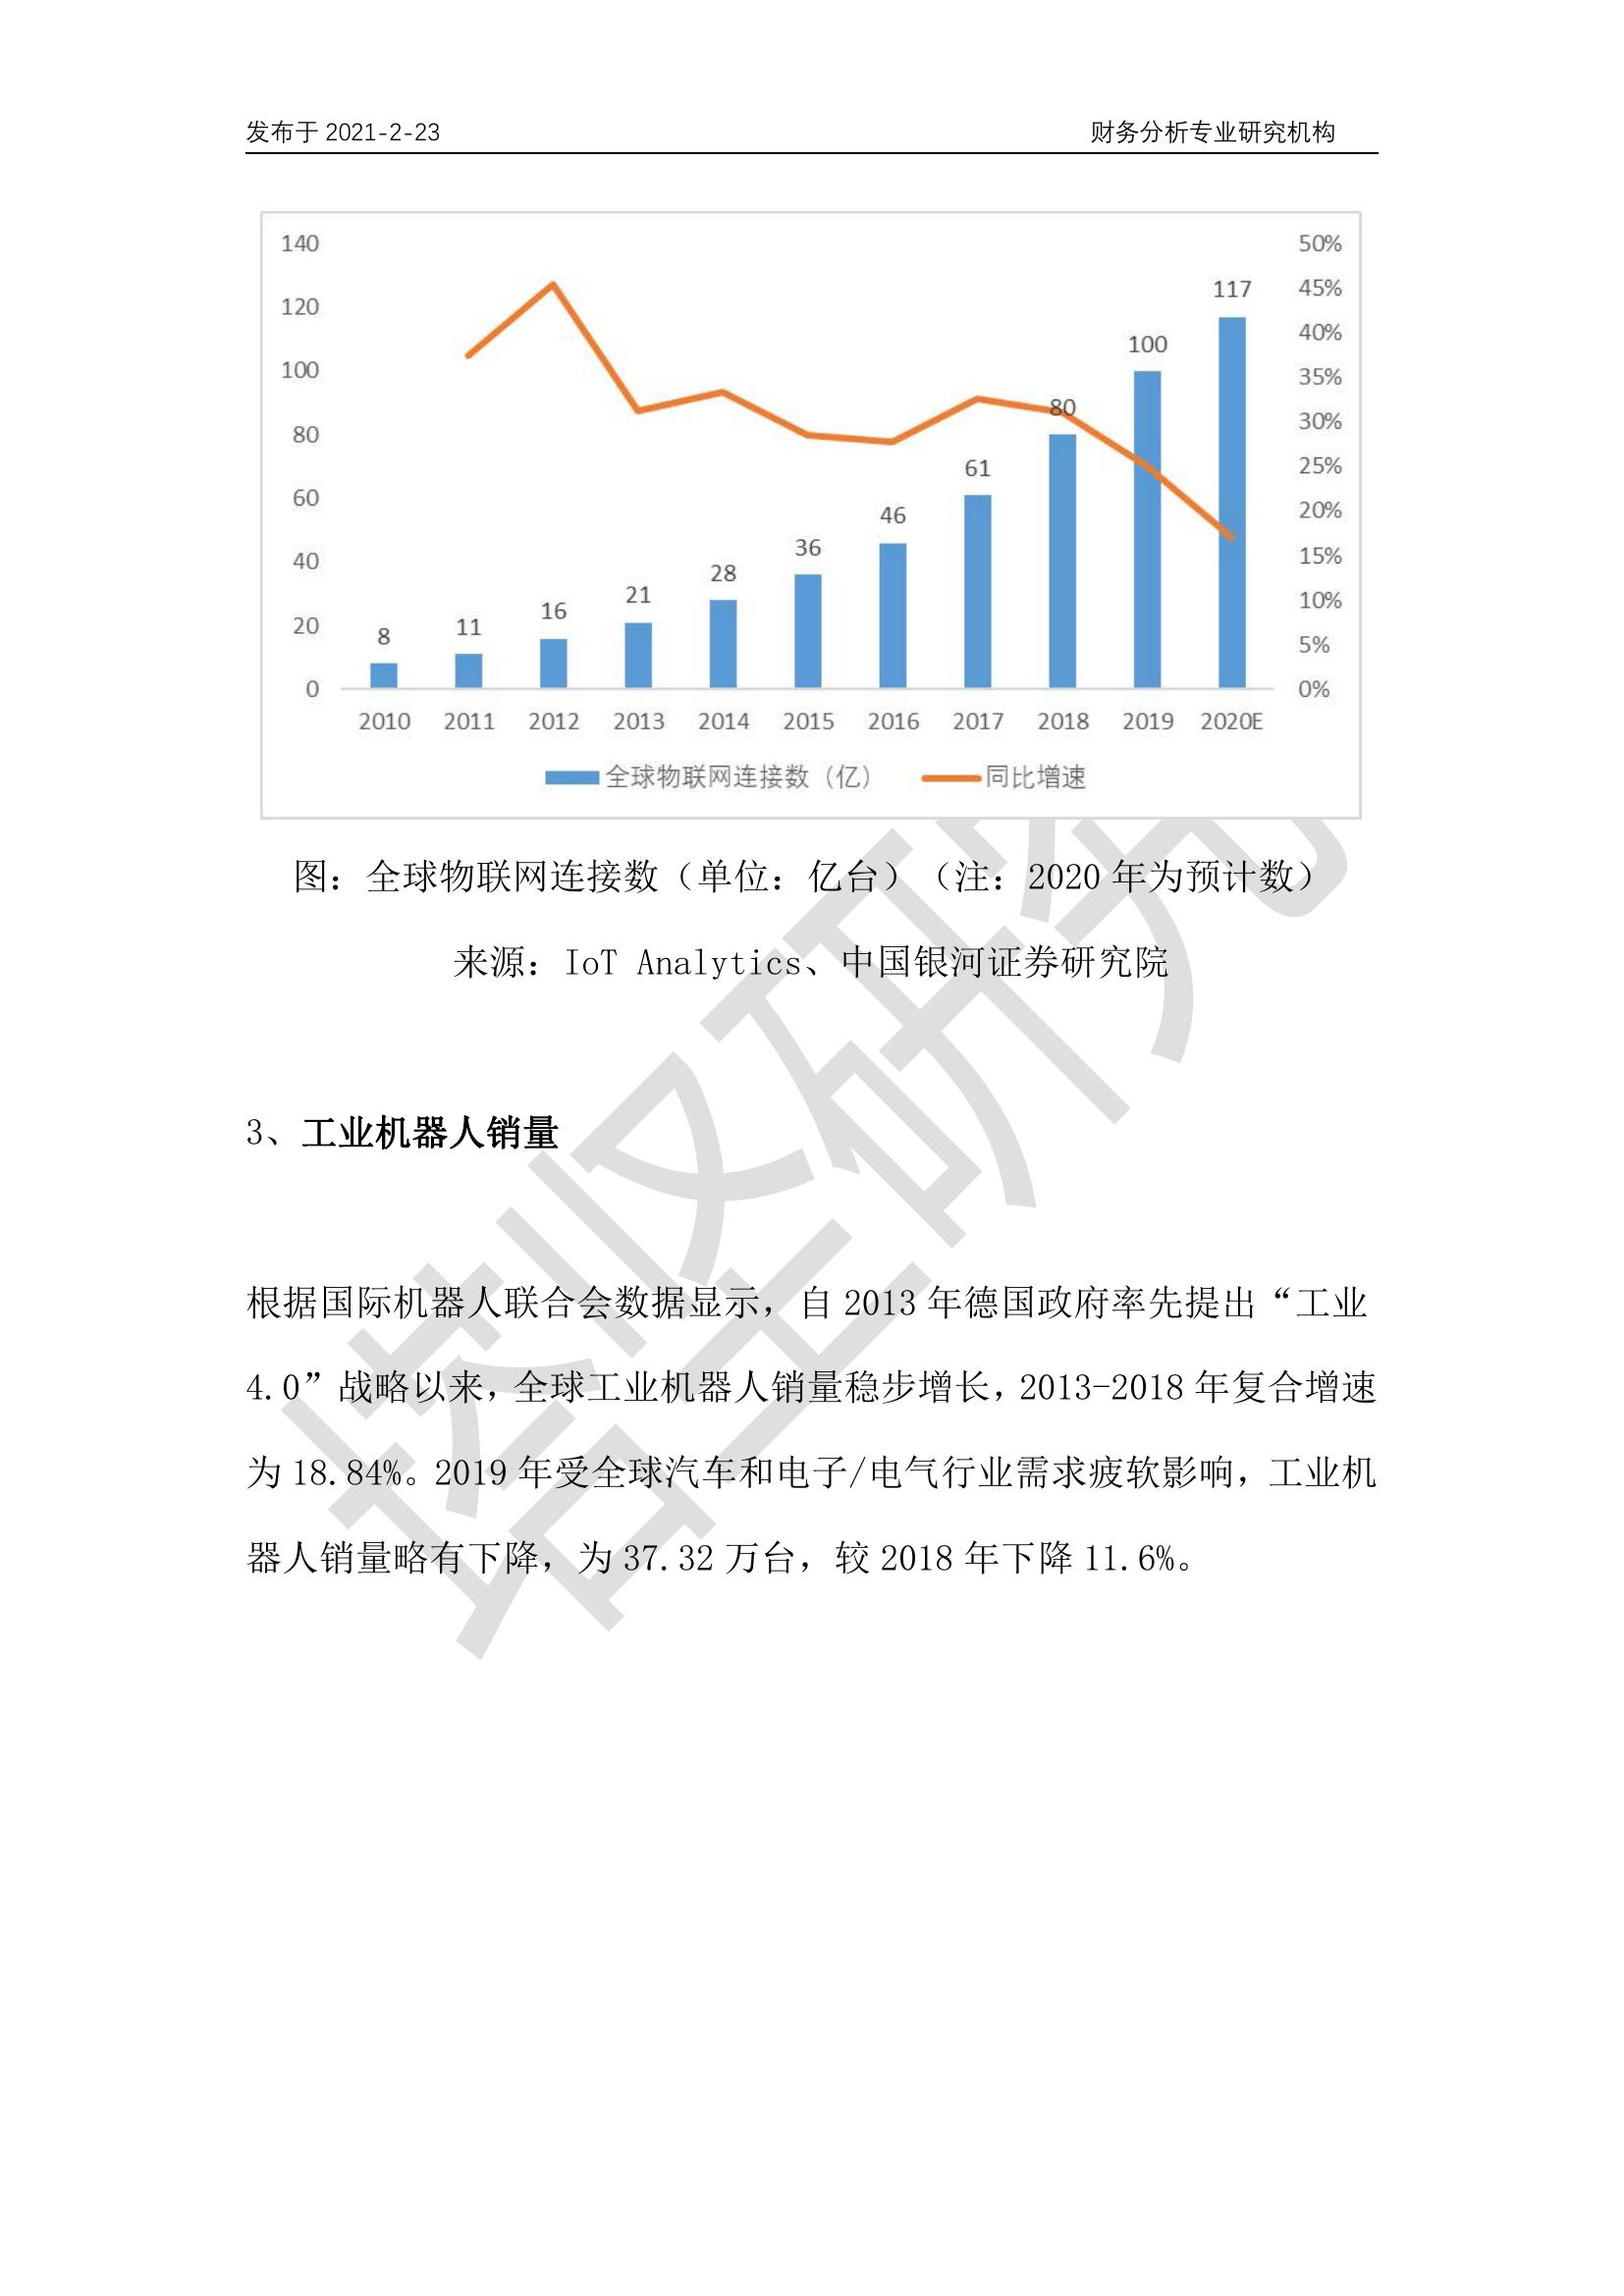 发布于 2021-2-23 财务分析专业研究机构
140 50%
120 45%
100 40%
80 35%
60 30%
40 25%
20 20%
0 15%
10%
5%
0%
8 11 16 21 28 36 46 61 80 100 117
2010 2011 2012 2013 2014 2015 2016 2017 2018 2019 2020E
全球物联网连接数（亿） 同比增速
图：全球物联网连接数（单位：亿台）（注：2020 年为预计数）
来源：IoT Analytics、中国银河证券研究院
3、工业机器人销量
根据国际机器人联合会数据显示，自 2013 年德国政府率先提出“工业
4.0”战略以来，全球工业机器人销量稳步增长，2013-2018 年复合增速
为 18.84%。2019 年受全球汽车和电子/电气行业需求疲软影响，工业机
器人销量略有下降，为 37.32 万台，较 2018 年下降 11.6%。
塔坚研究